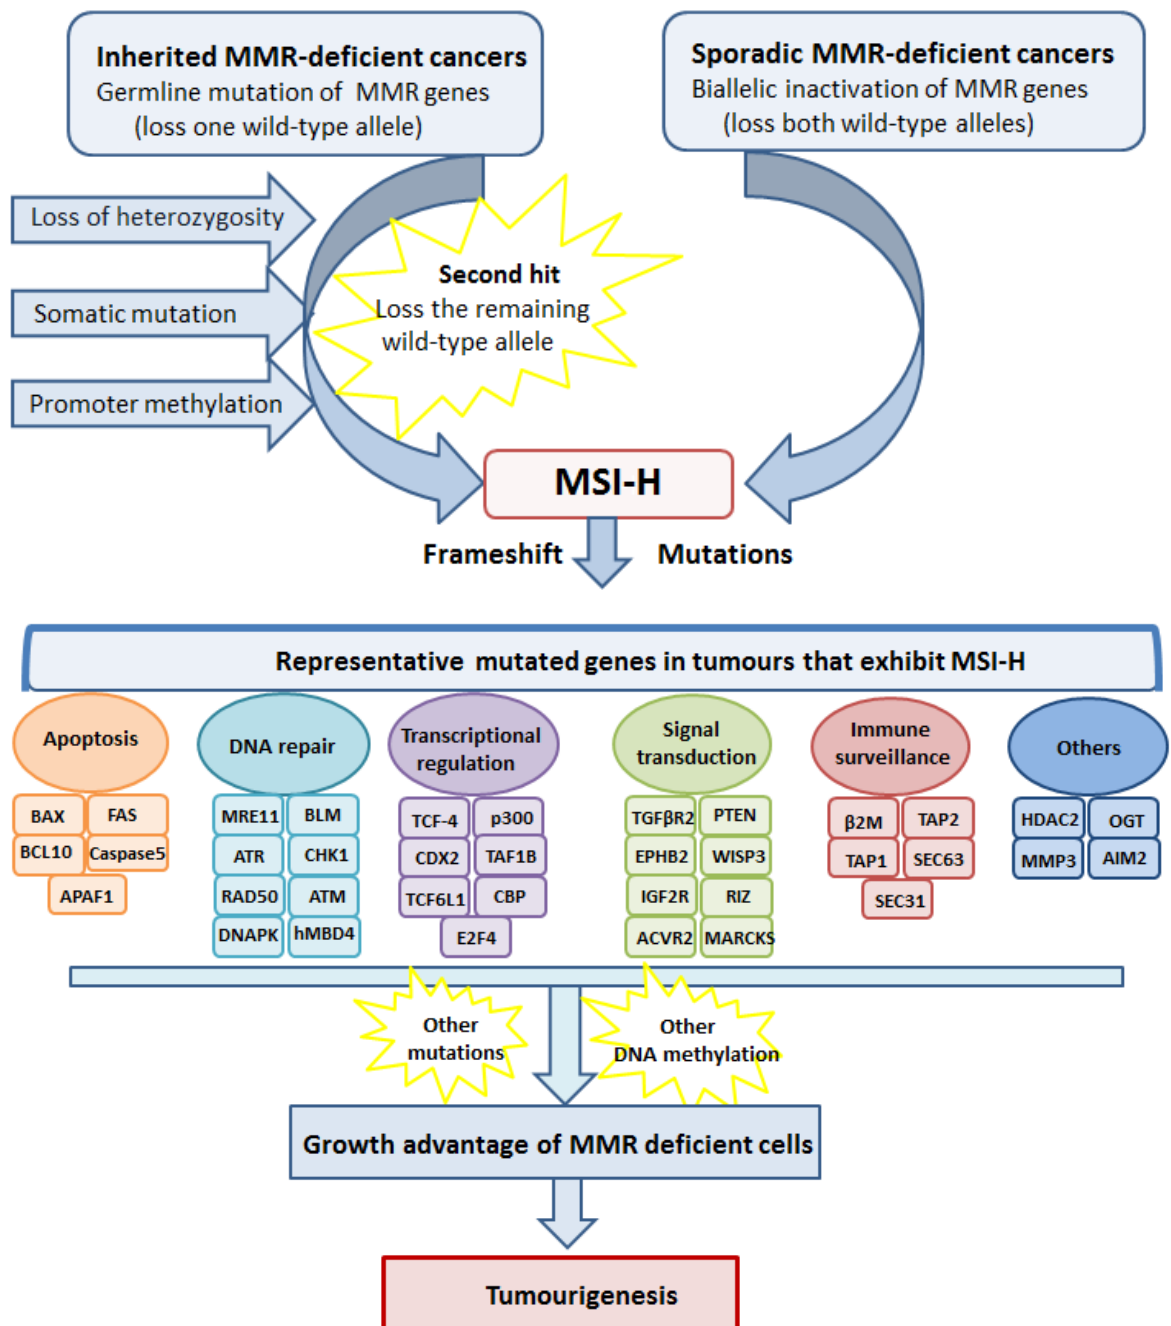 Inherited MMR-deficient cancers
Germline mutation of MMR genes
(loss one wild-type allele)
Sporadic MMR-deficient cancers
Biallelic inactivation of MMR genes
(loss both wild-type alleles)
Loss of heterozygosity
Somatic mutation
Promoter methylation
Second hit
Loss the remaining
wild-type allele
MSI-H
Frameshift Mutations
Representative mutated genes in tumours that exhibit MSI-H
Apoptosis
BAX FAS
BCL10 Caspase5
APAF1
DNA repair
MRE11 BLM
ATR CHK1
RAD50 ATM
DNAPK hMBD4
Transcriptional
regulation
TCF-4 p300
CDX2 TAF1B
TCF6L1 CBP
E2F4
Signal
transduction
TGFβR2 PTEN
EPHB2 WISP3
IGF2R RIZ
ACVR2 MARCKS
Immune
surveillance
β2M TAP2
TAP1 SEC63
SEC31
Others
HDAC2 OGT
MMP3 AIM2
Other
mutations
Other
DNA methylation
Growth advantage of MMR deficient cells
Tumourigenesis